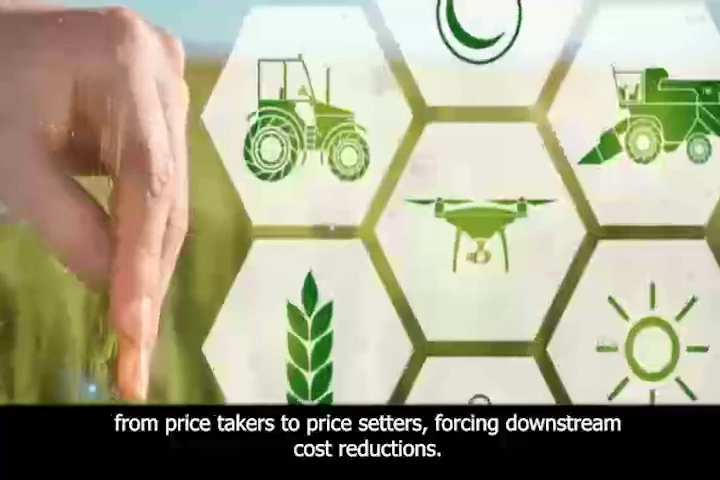 from price takers to price setters, forcing downstream
cost reductions.